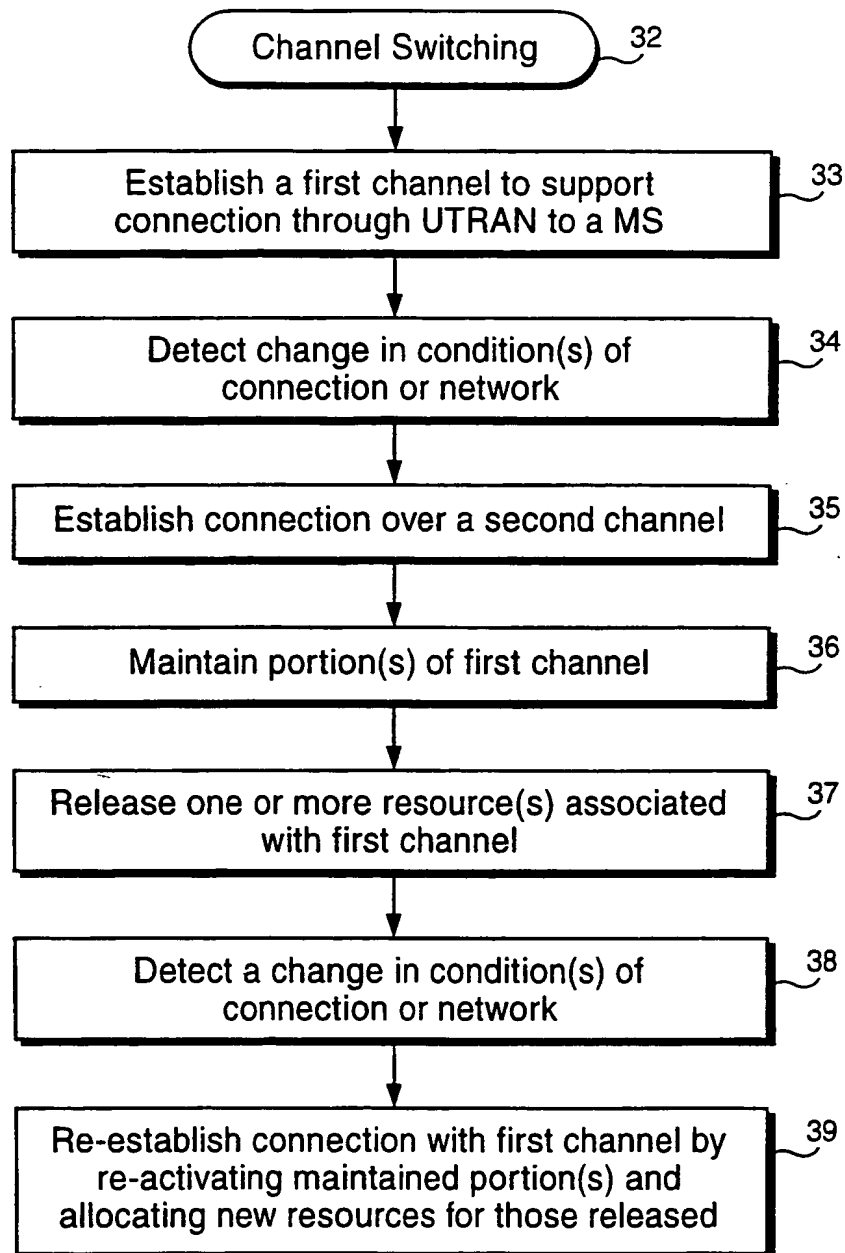 Channel Switching
32
Establish a first channel to support
connection through UTRAN to a MS
33
Detect change in condition(s) of
connection or network
34
Establish connection over a second channel
35
Maintain portion(s) of first channel
36
Release one or more resource(s) associated
with first channel
37
Detect a change in condition(s) of
connection or network
38
Re-establish connection with first channel by
re-activating maintained portion(s) and
allocating new resources for those released
39